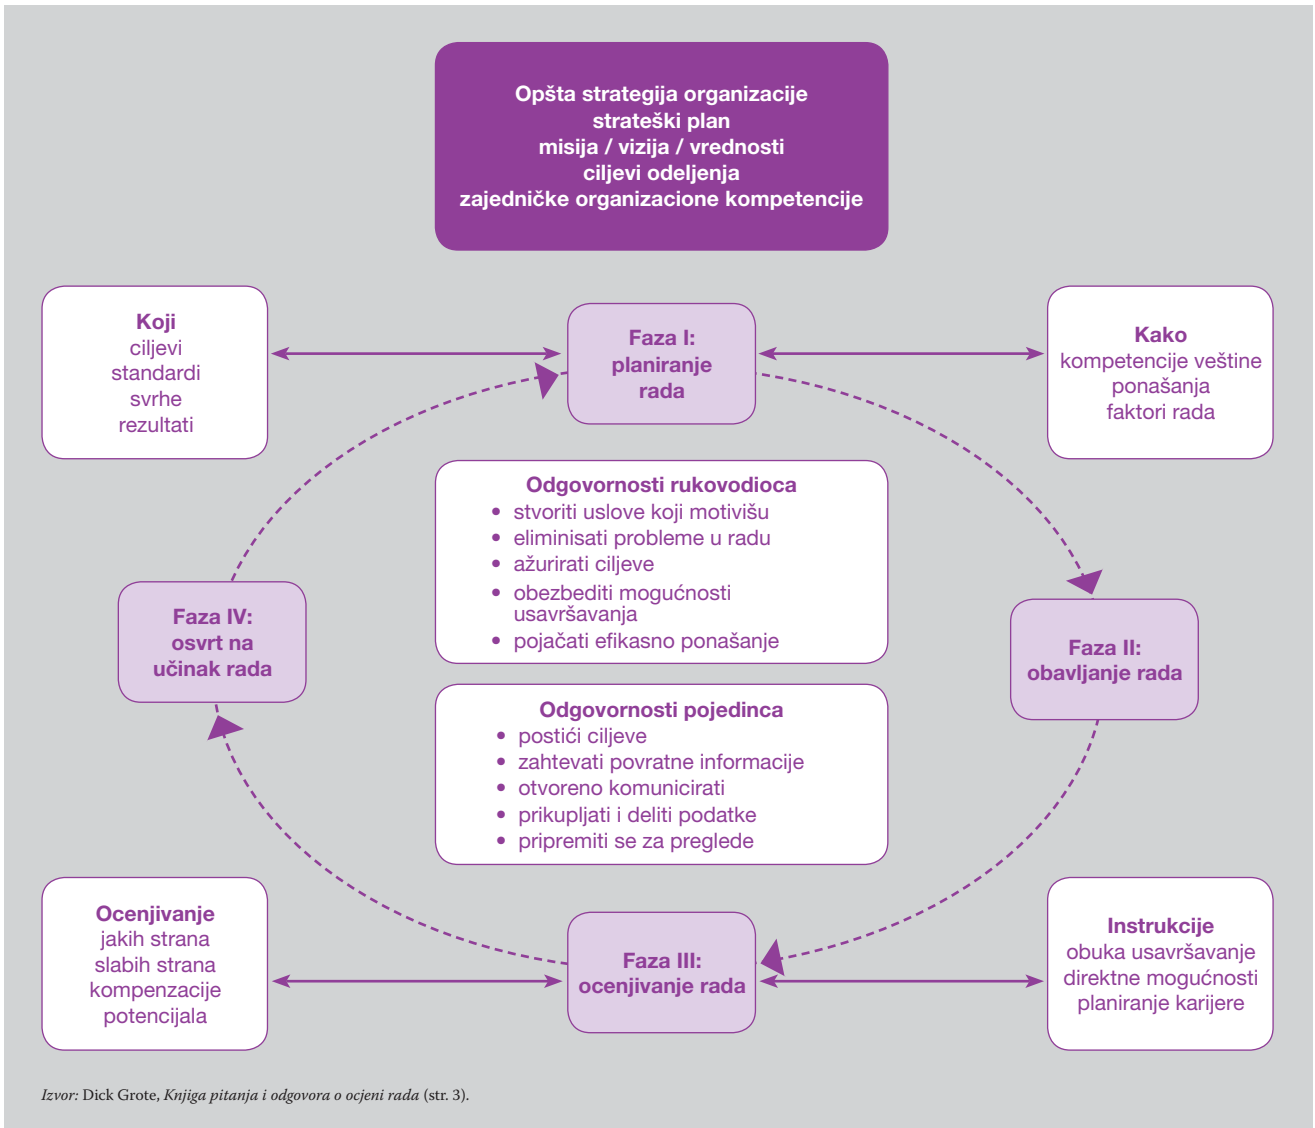 Opšta strategija organizacije
strateški plan
misija / vizija / vrednosti
ciljevi odeljenja
zajedničke organizacione kompetencije
Koji
ciljevi
standardi
svrhe
rezultati
Faza I:
planiranje
rada
Kako
kompetencije veštine
ponašanja
faktori rada
Odgovornosti rukovodioca
• stvoriti uslove koji motivišu
• eliminisati probleme u radu
• ažurirati ciljeve
• obezbediti mogućnosti
usavršavanja
• pojačati efikasno ponašanje
Faza IV:
osvrt na
učinak rada
Faza II:
obavljanje rada
Odgovornosti pojedinca
• postići ciljeve
• zahtevati povratne informacije
• otvoreno komunicirati
• prikupljati i deliti podatke
• pripremiti se za preglede
Ocenjivanje
jakih strana
slabih strana
kompenzacije
potencijala
Faza III:
ocenjivanje rada
Instrukcije
obuka usavršavanje
direktne mogućnosti
planiranje karijere
Izvor: Dick Grote, Knjiga pitanja i odgovora o ocjeni rada (str. 3).